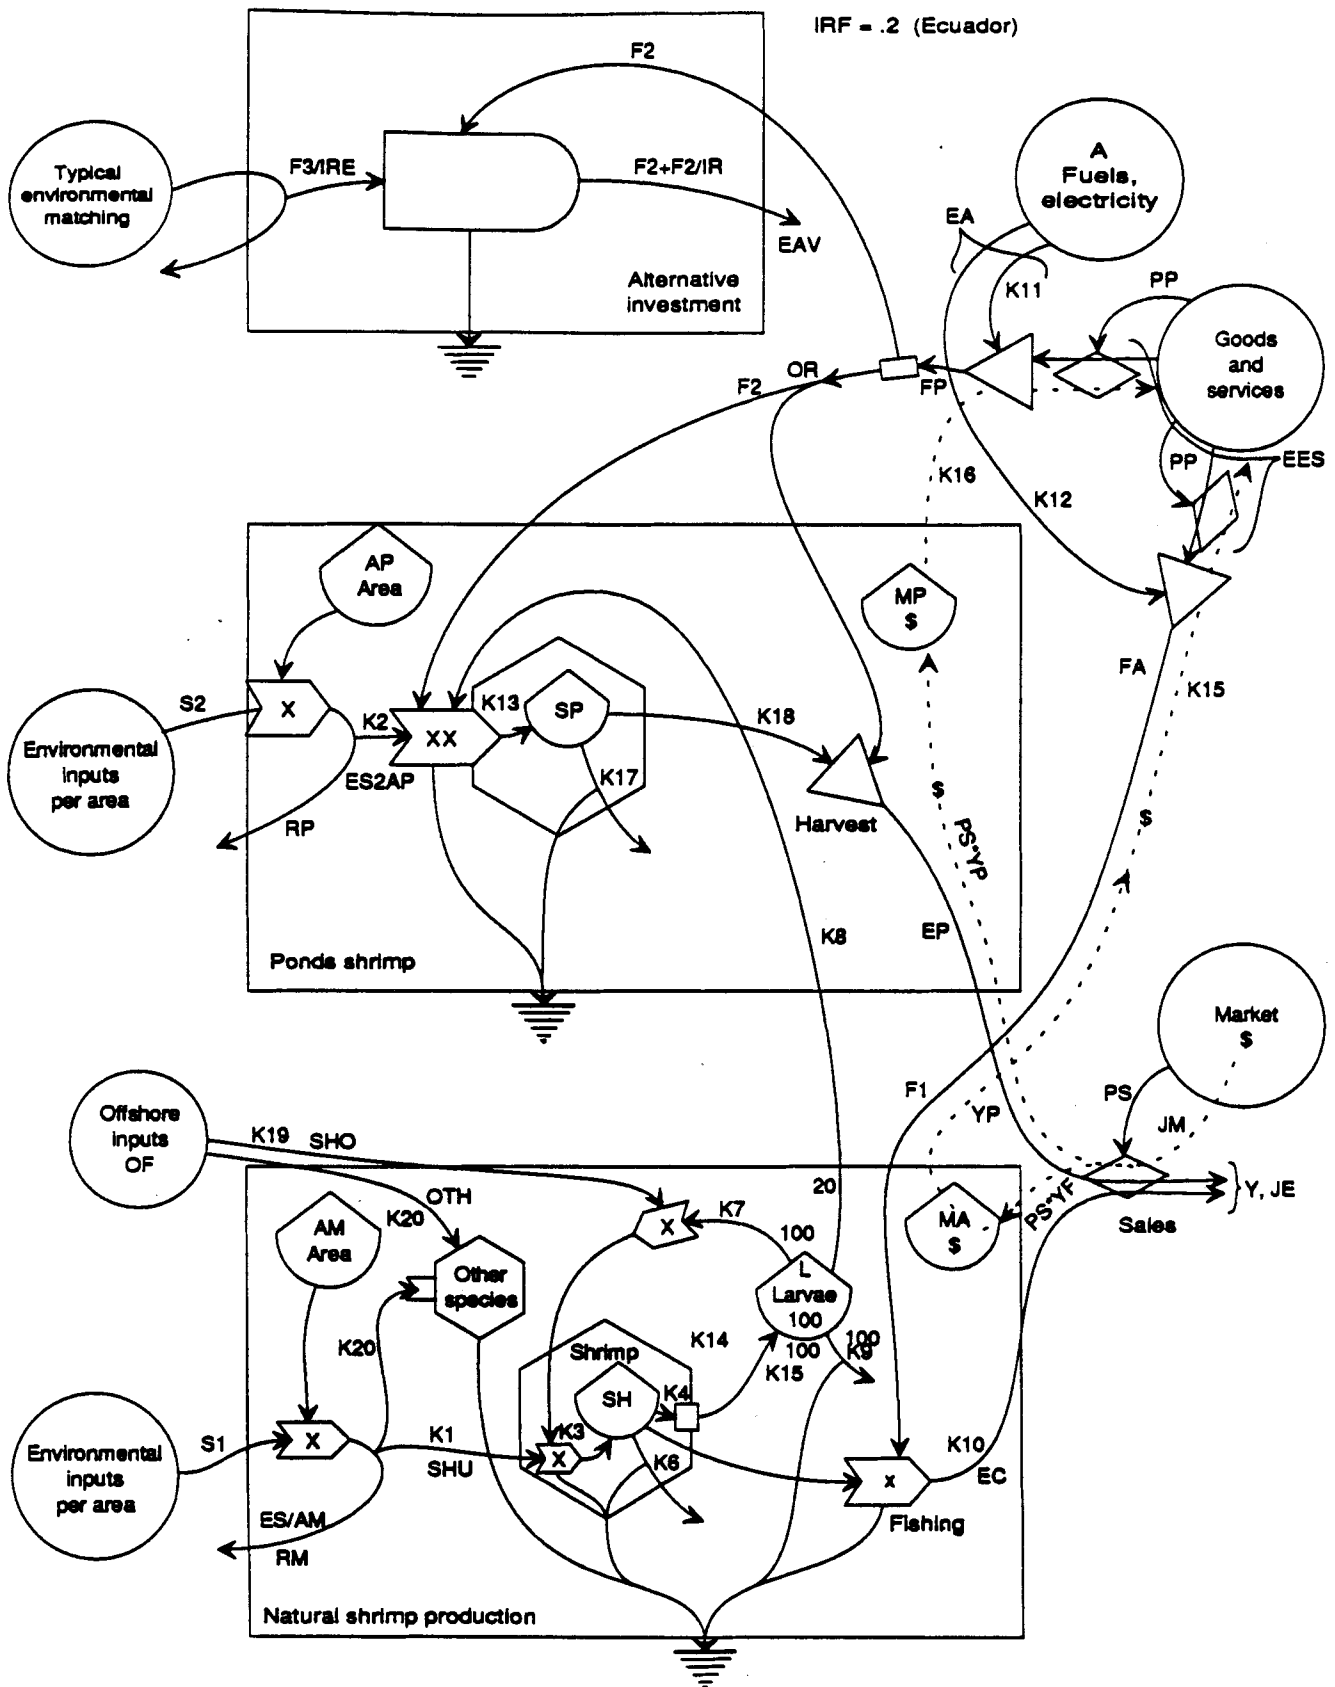 IRF = .2 (Ecuador)
F2
Typical
environmental
matching
F3/IRE
F2+F2/IR
EAV
Alternative
investment
A
Fuels,
electricity
EA
K11
PP
Goods
and
services
OR
F2
FP
PP
EES
K16
K12
AP
Area
MP
$
FA
K15
S2
X
K2
XX
K13
SP
K18
Environmental
inputs
per area
ES2AP
K17
RP
Harvest
$
$
PS*YP
K8
EP
Ponds shrimp
Market
$
Offshore
inputs
OF
K19
SHO
F1
YP
PS
JM
OTH
K20
20
AM
Area
X
K7
100
MA
$
PS*YF
Y, JE
Sales
Other
species
L
Larvae
100
100
100
K9
K20
Shrimp
K14
K15
SH
K4
Environmental
inputs
per area
S1
X
K1
SHU
K3
X
K6
X
K10
EC
Fishing
ES/AM
RM
Natural shrimp production